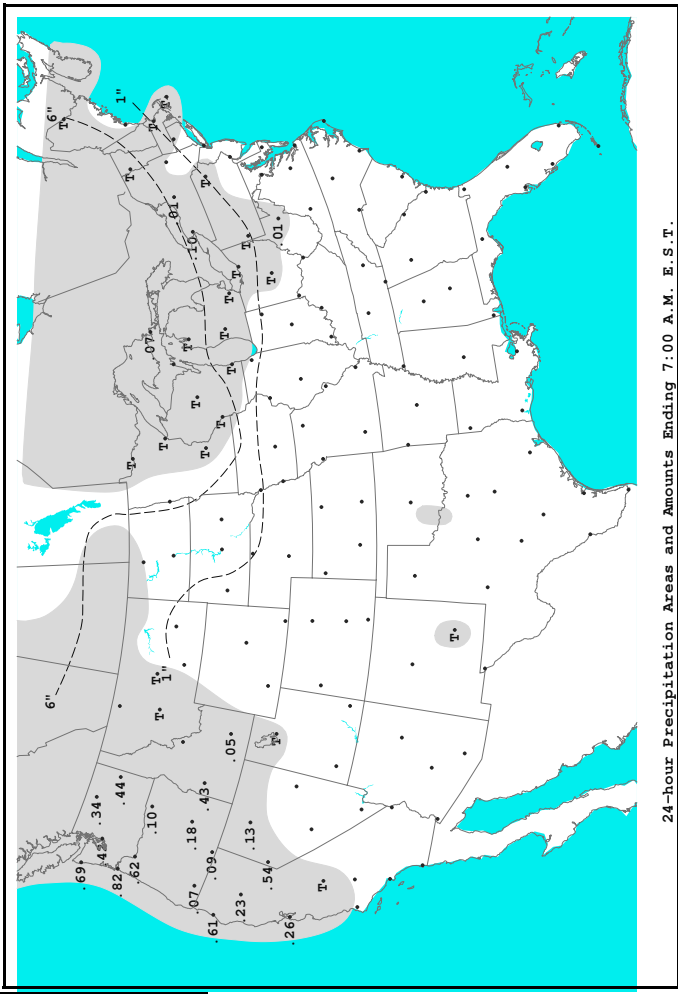 6"
6"
T
.69
.34
.42
.82
.44
1"
T
T
.62
.07
.10
T
T
T
T
1"
T
.01
T
.18
.07
.10
T
.43
T
T
.09
.61
T
T
T
.05
T
T
.23
T
.13
.54
T
T
.01
.26
T
T
24-hour Precipitation Areas and Amounts Ending 7:00 A.M. E.S.T.